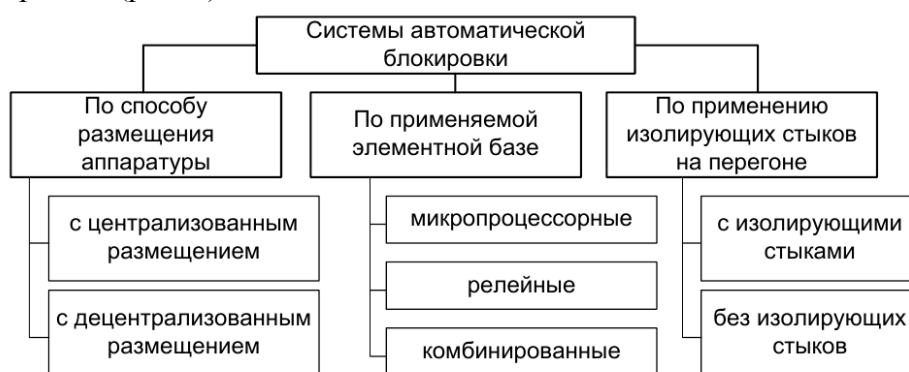 Системы автоматической
блокировки
По способу
размещения
аппаратуры
с централизованным
размещением
с децентрализованным
размещением
По применяемой
элементной базе
микропроцессорные
релейные
комбинированные
По применению
изолирующих стыков
на перегоне
с изолирующими
стыками
без изолирующих
стыков